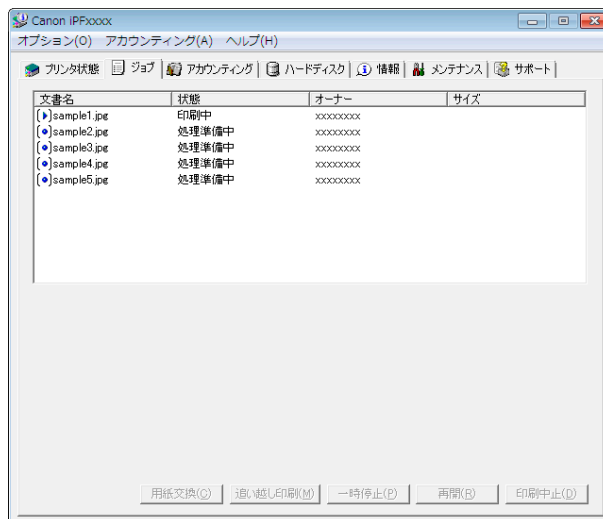 Canon iPFxxxx
オプション(O) アカウンティング(A) ヘルプ(H)
プリンタ状態 ジョブ アカウンティング ハードディスク 情報 メンテナンス サポート
文書名 状態 オーナー サイズ
sample1.jpg 印刷中 xxxxxxxx
sample2.jpg 処理準備中 xxxxxxxx
sample3.jpg 処理準備中 xxxxxxxx
sample4.jpg 処理準備中 xxxxxxxx
sample5.jpg 処理準備中 xxxxxxxx
用紙交換(C) 追い越し印刷(M) 一時停止(P) 再開(R) 印刷中止(D)